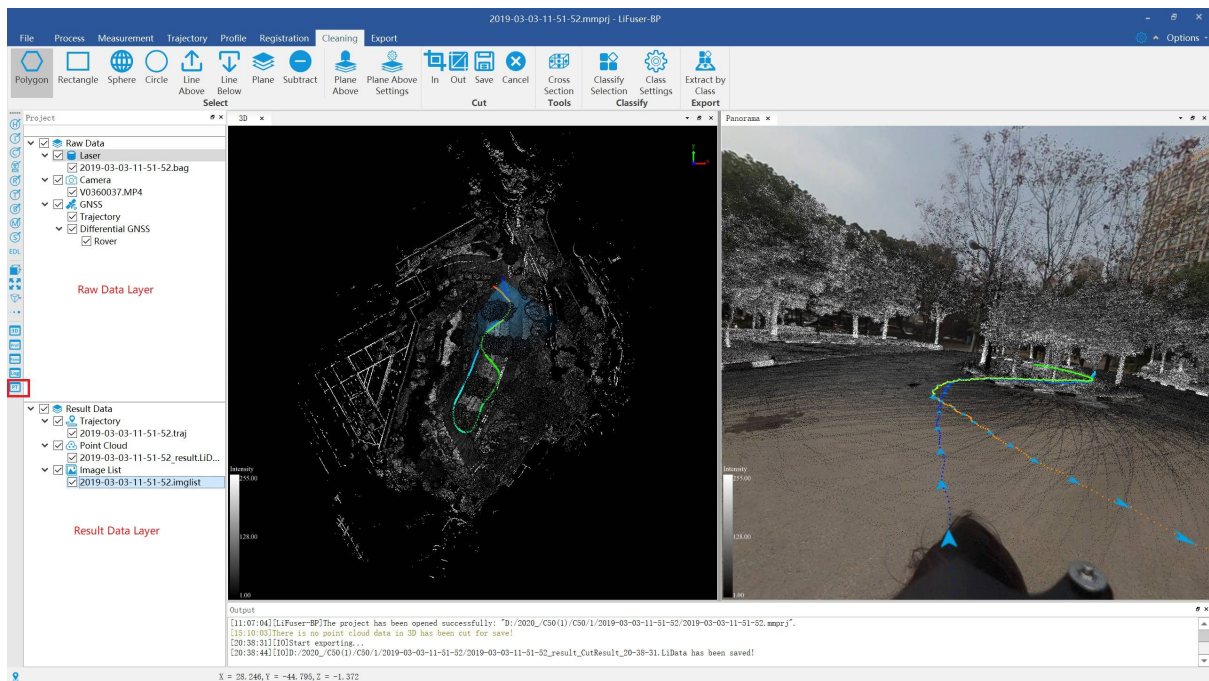 2019-03-03-11-51-52.mmprj - LiFuser-BP
File Process Measurement Trajectory Profile Registration Cleaning Export
Options
Polygon Rectangle Sphere Circle Line Above Line Below Plane Subtract Plane Above Plane Above Settings In Out Save Cancel Cross Section Classify Selection Class Settings Extract by Class
Select Cut Tools Classify Export
Project
3D
Panorama
Raw Data
Laser
2019-03-03-11-51-52.bag
Camera
V0360037.MP4
GNSS
Trajectory
Differential GNSS
Rover
EDL
Raw Data Layer
Result Data
Trajectory
2019-03-03-11-51-52.traj
Point Cloud
2019-03-03-11-51-52_result.LiD...
Image List
2019-03-03-11-51-52.imglist
Result Data Layer
Intensity
255.00
128.00
1.00
Intensity
255.00
128.00
1.00
Output
[11:07:04][LiFuser-BP]The project has been opened successfully: "D:/2020_/C50(1)/C50/1/2019-03-03-11-51-52/2019-03-03-11-51-52.mmprj".
[15:10:03]There is no point cloud data in 3D has been cut for save!
[20:38:31][IO]Start exporting...
[20:38:44][IO]D:/2020_/C50(1)/C50/1/2019-03-03-11-51-52/2019-03-03-11-51-52_result_CutResult_20-38-31.LiData has been saved!
X = 28.246, Y = -44.795, Z = -1.372